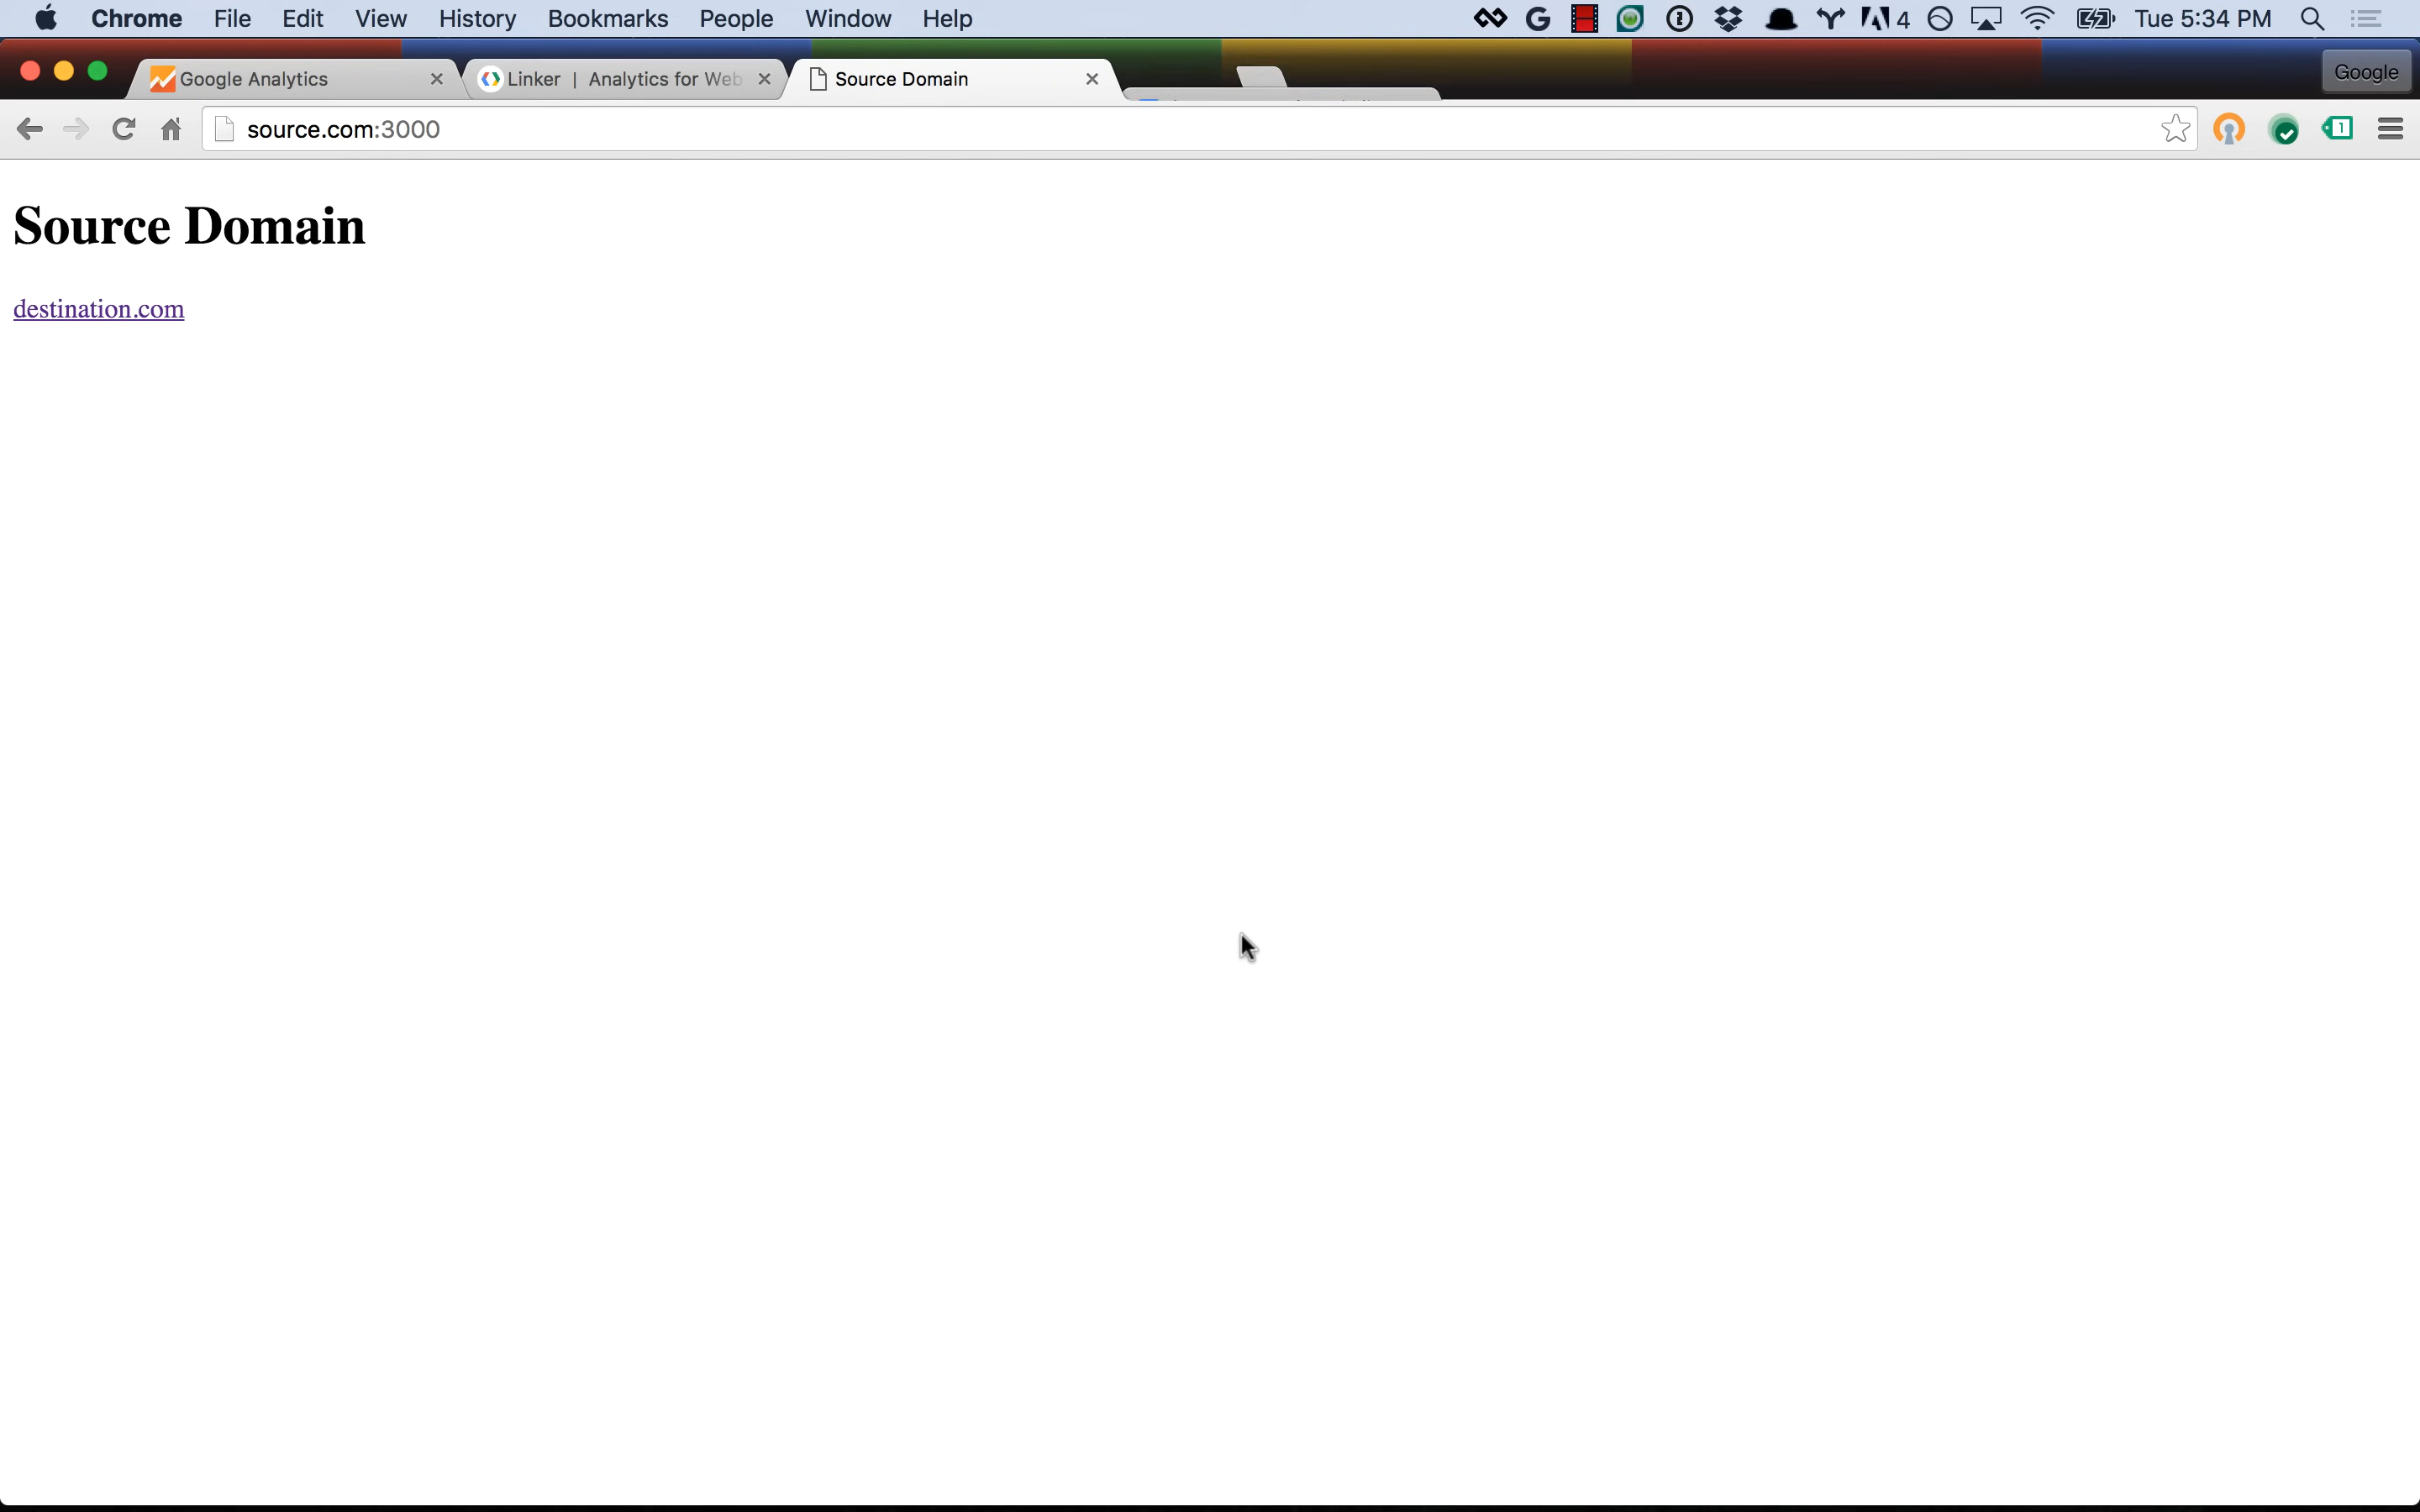 Chrome File Edit View History Bookmarks People Window Help 4 Tue 5:34 PM
Google Analytics Linker | Analytics for Web Source Domain Google
source.com:3000 1
Source Domain
destination.com